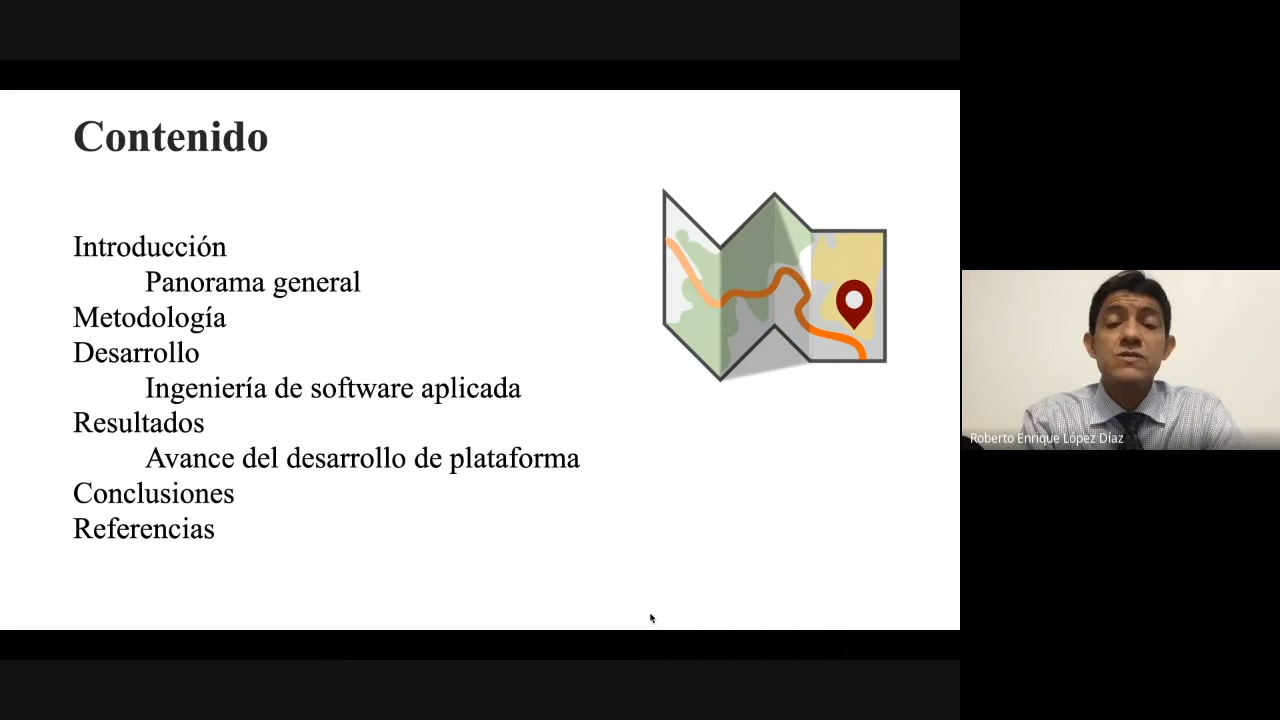 Contenido
Introducción
Panorama general
Metodología
Desarrollo
Ingeniería de software aplicada
Resultados
Avance del desarrollo de plataforma
Conclusiones
Referencias
Roberto Enrique López Díaz